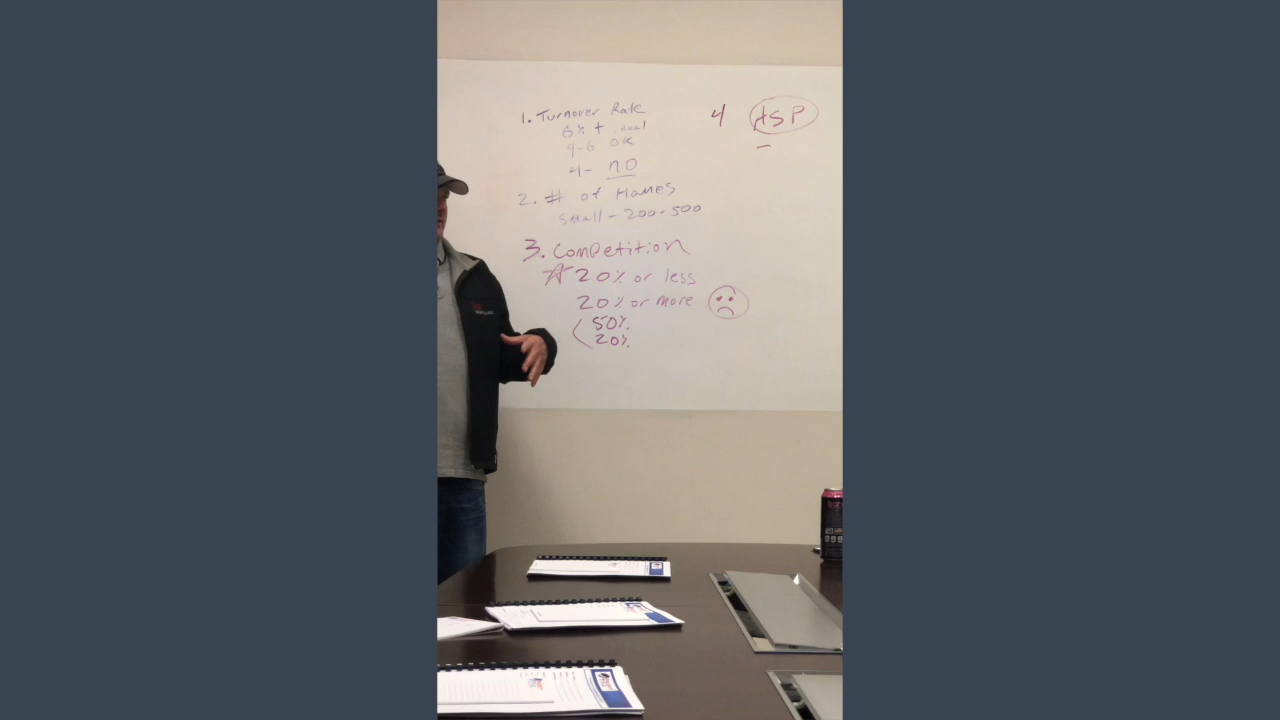 1. Turnover Rate
6% +
4-6 OK
4- no
2. # of Homes
small - 200-500
3. Competition
20% or less
20% or more
50%
20%
4 ASP